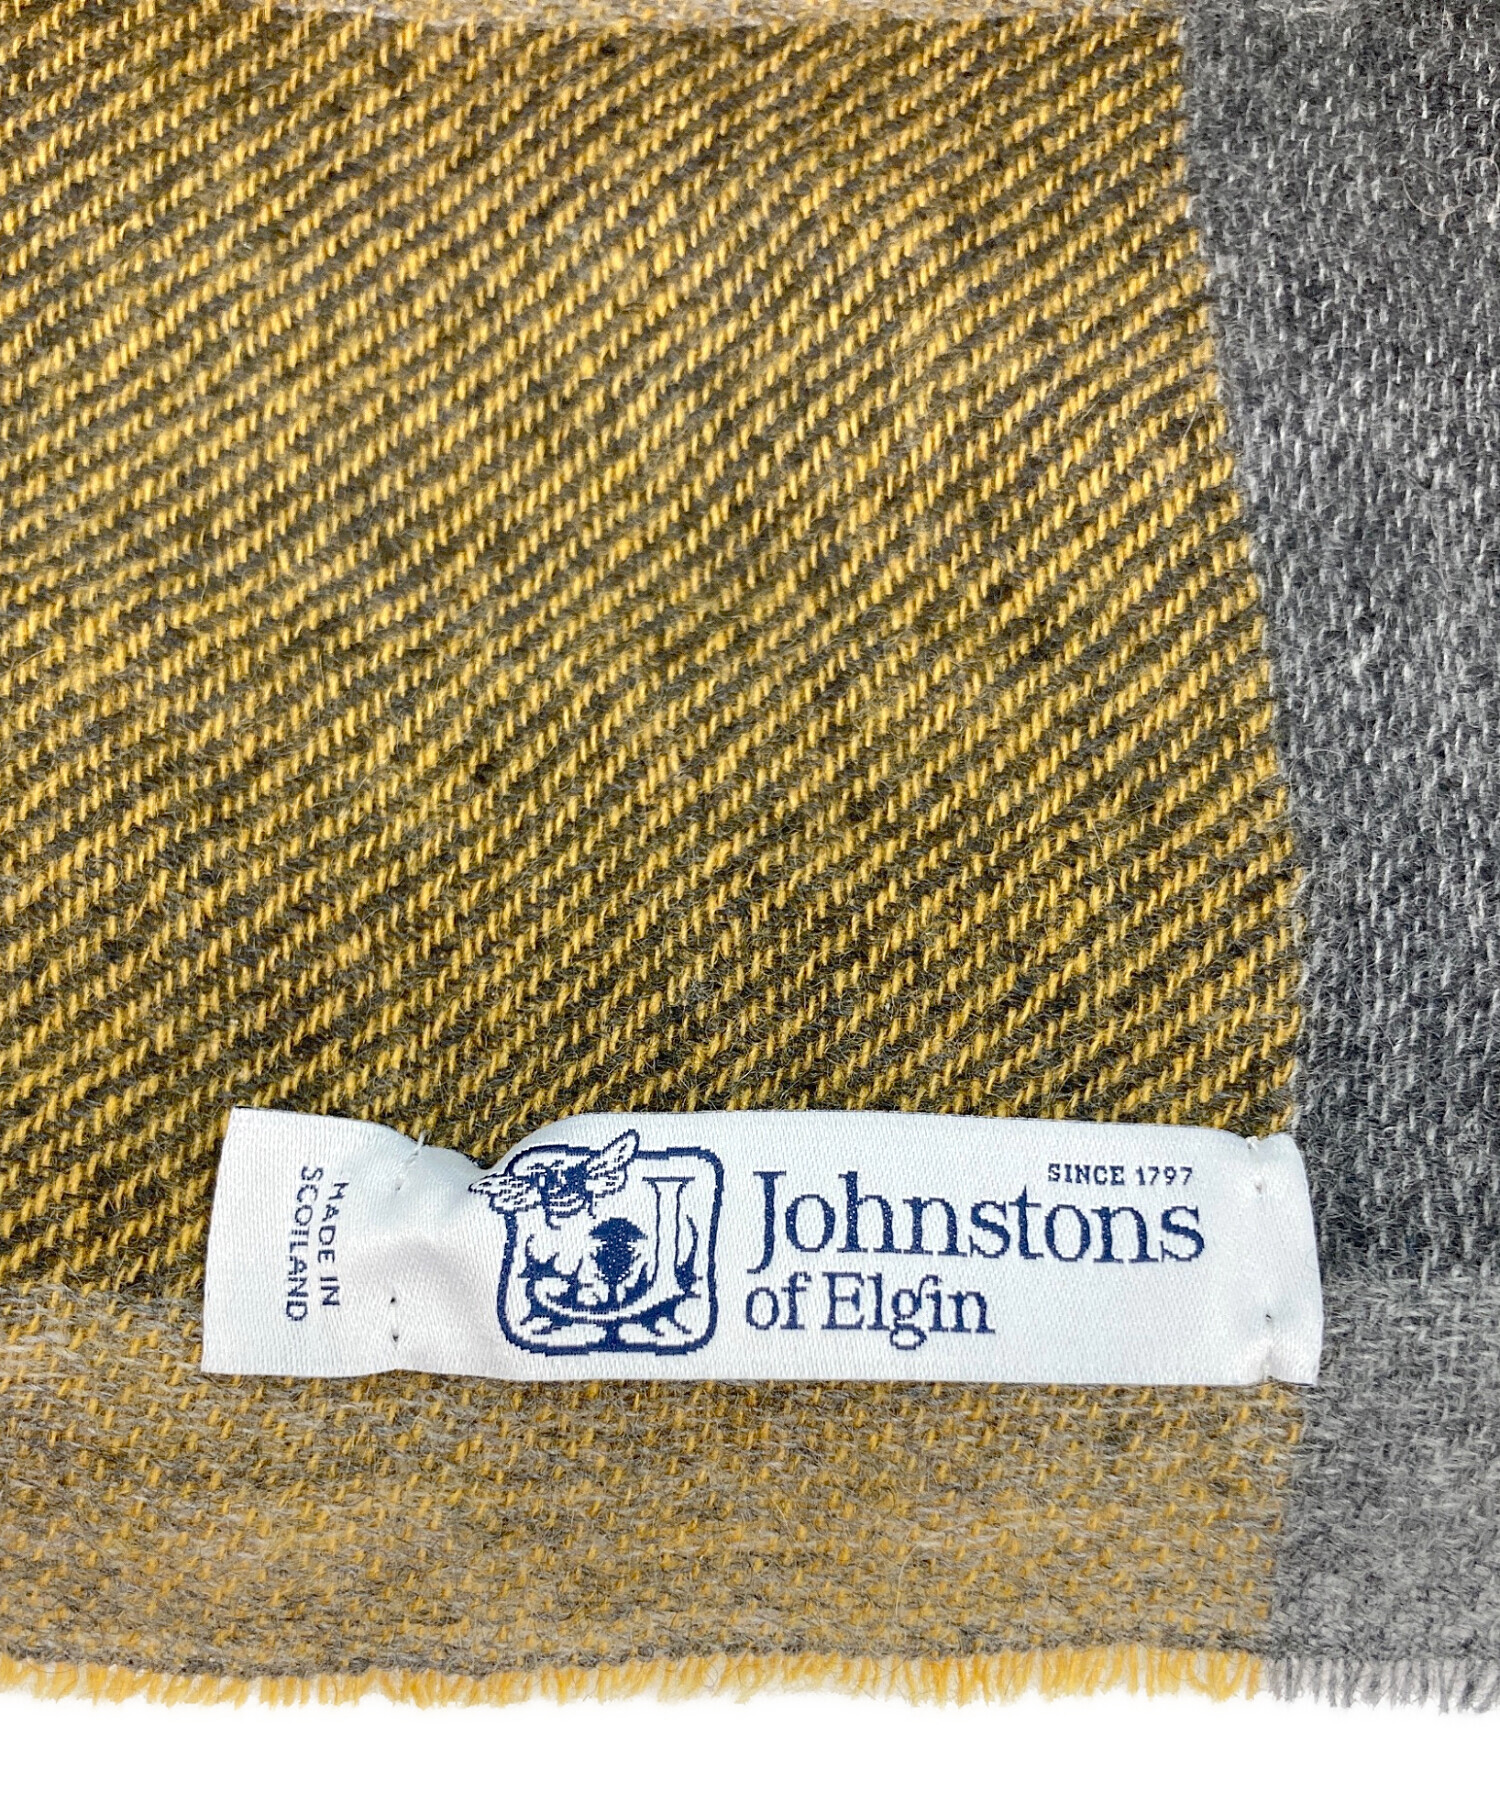 MADE IN
SCOTLAND
J
SINCE 1797
Johnstons
of Elgin